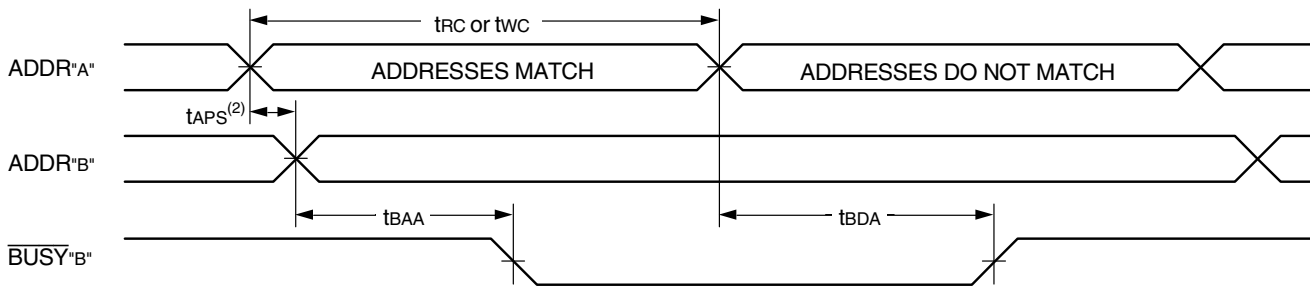 tRC or tWC
ADDR"A"
ADDRESSES MATCH
ADDRESSES DO NOT MATCH
tAPS(2)
ADDR"B"
tBAA
tBDA
BUSY"B"